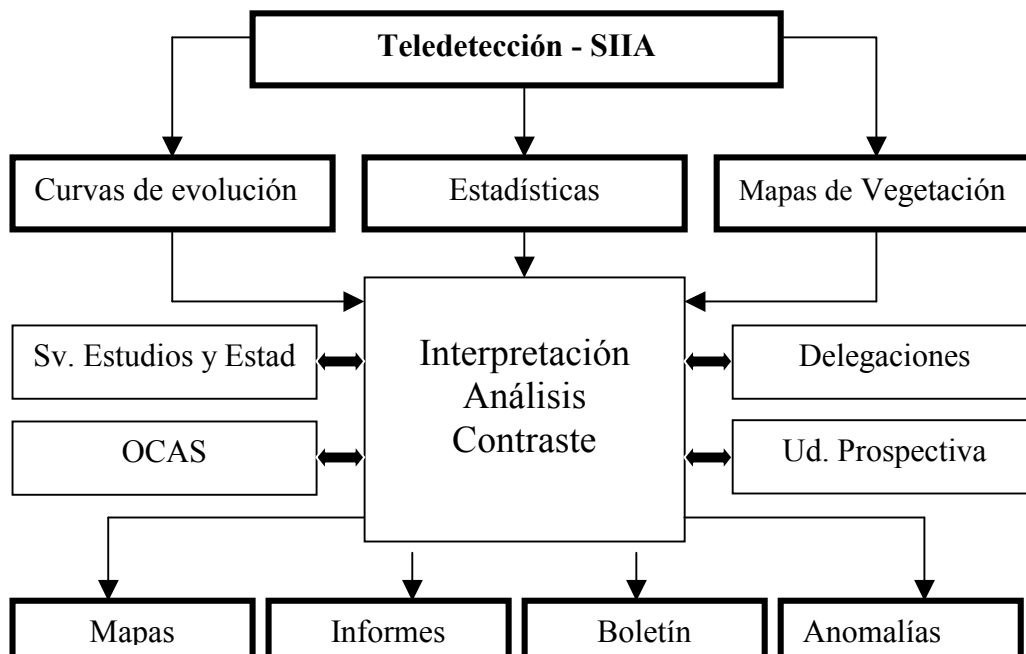 Teledetección - SIIA
Curvas de evolución
Estadísticas
Mapas de Vegetación
Interpretación
Análisis
Contraste
Sv. Estudios y Estad
Delegaciones
OCAS
Ud. Prospectiva
Mapas
Informes
Boletín
Anomalías